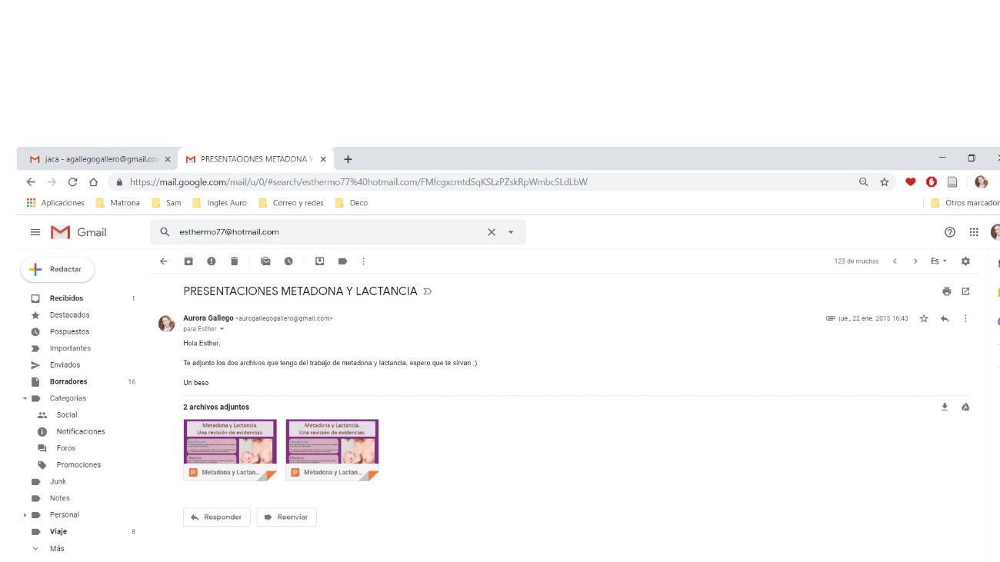 jaca - agallegogallero@gmail.co
PRESENTACIONES METADONA Y
https://mail.google.com/mail/u/0/#search/esthermo77%40hotmail.com/FMfcgxcmtdSqKSLzPZskRpWmbcSLdLbW
Aplicaciones Matrona Sam Ingles Auro Correo y redes Deco Otros marcador
Gmail
esthermo77@hotmail.com
Redactar
123 de muchas Es
Recibidos 1
Destacados
Pospuestos
Importantes
Enviados
Borradores 16
Categorías
Social
Notificaciones
Foros
Promociones
Junk
Notes
Personal
Viaje 8
Más
PRESENTACIONES METADONA Y LACTANCIA
Aurora Gallego <aurogallegogallero@gmail.com> jue., 22 ene. 2015 16:43
para Esther
Hola Esther,
Te adjunto los dos archivos que tengo del trabajo de metadona y lactancia, espero que te sirvan ;)
Un beso
2 archivos adjuntos
Metadona y Lactancia.
Una revisión de evidencias.
Objetivo
P Metadona y Lactan...
Metadona y Lactancia.
Una revisión de evidencias.
Objetivo
P Metadona y Lactan...
Responder Reenviar